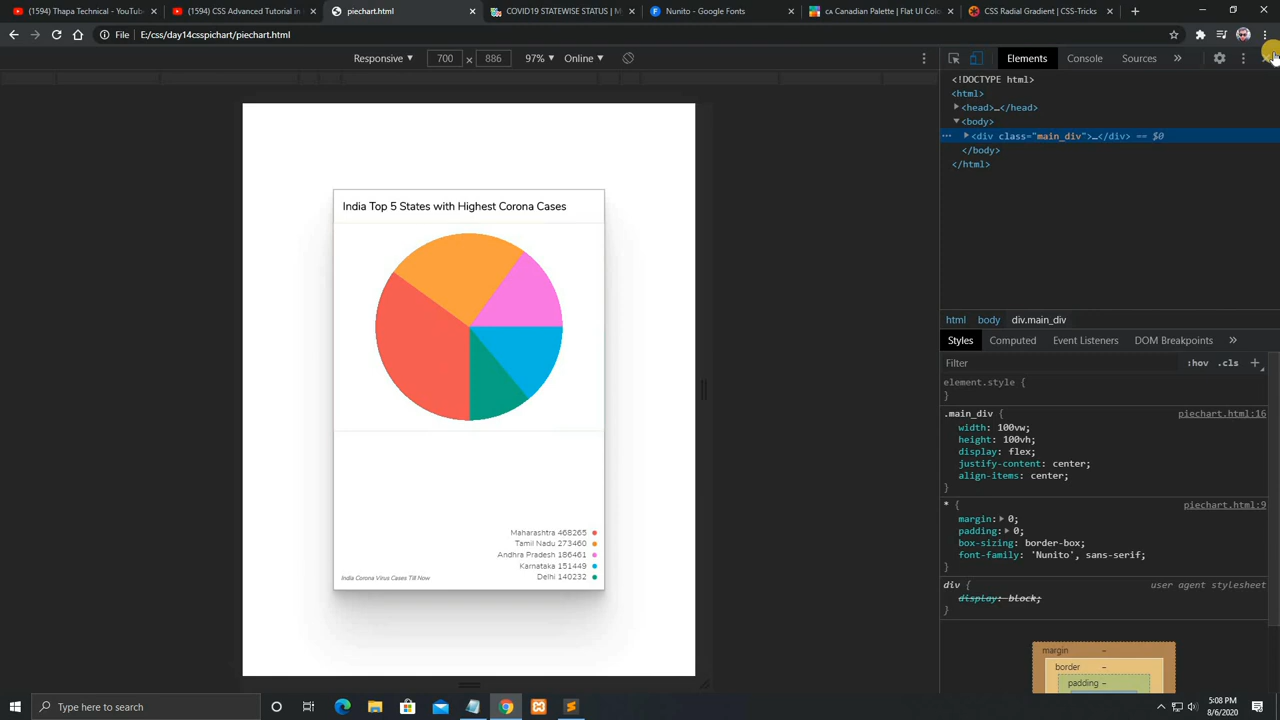 (1594) Thapa Technical - YouTub
(1594) CSS Advanced Tutorial in
piechart.html
COVID19 STATEWISE STATUS | M
Nunito - Google Fonts
CA Canadian Palette | Flat UI Colo
CSS Radial Gradient | CSS-Tricks
File
E:/css/day14csspichart/piechart.html
Responsive
700
×
886
97%
Online
Elements
Console
Sources
<!DOCTYPE html>
<html>
<head>…</head>
<body>
<div class="main_div">…</div> == $0
</body>
</html>
India Top 5 States with Highest Corona Cases
Maharashtra 468265
Tamil Nadu 273460
Andhra Pradesh 186461
Karnataka 151449
Delhi 140232
India Corona Virus Cases Till Now
html
body
div.main_div
Styles
Computed
Event Listeners
DOM Breakpoints
Filter
:hov
.cls
element.style {
}
.main_div {
piechart.html:16
width: 100vw;
height: 100vh;
display: flex;
justify-content: center;
align-items: center;
}
* {
piechart.html:9
margin: 0;
padding: 0;
box-sizing: border-box;
font-family: 'Nunito', sans-serif;
}
div {
user agent stylesheet
display: block;
}
margin
-
border
-
padding
-
Type here to search
5:08 PM
8/6/2020